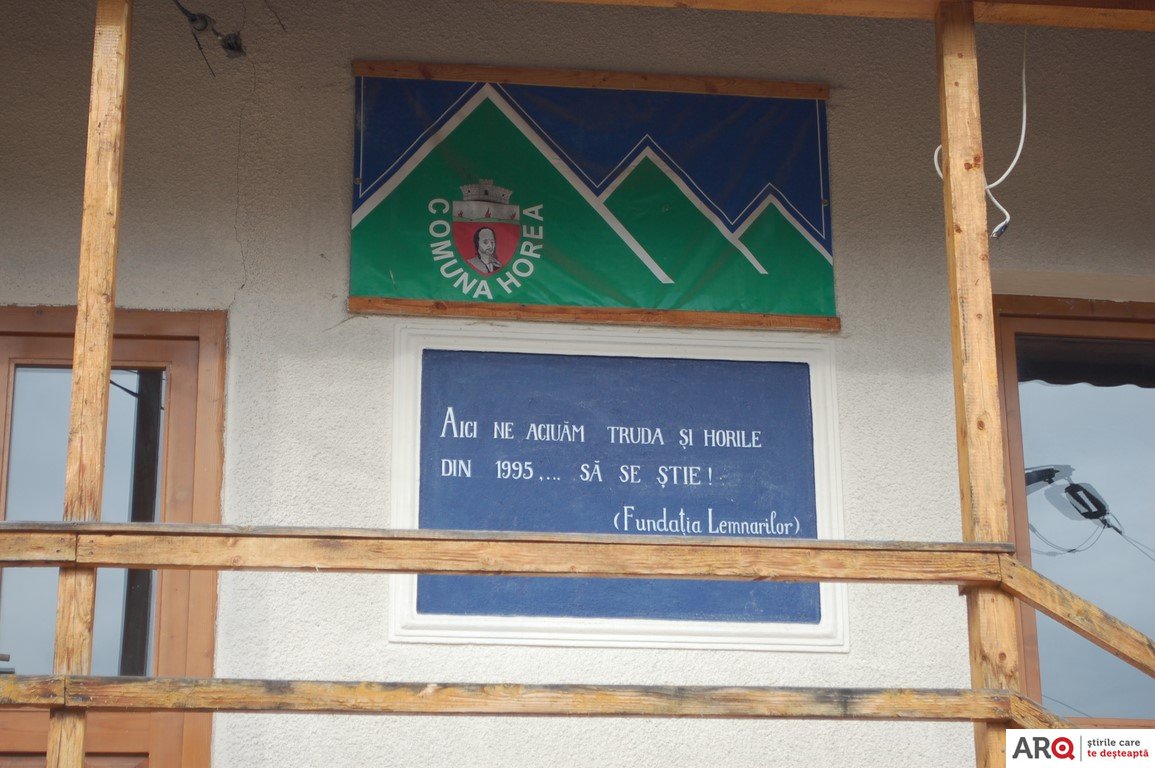 COMUNA HOREA
AICI NE ACIUĂM TRUDA ȘI HORILE
DIN 1995,... SĂ SE ȘTIE!
(Fundația Lemnarilor)
ARQ știrile care
te deșteaptă